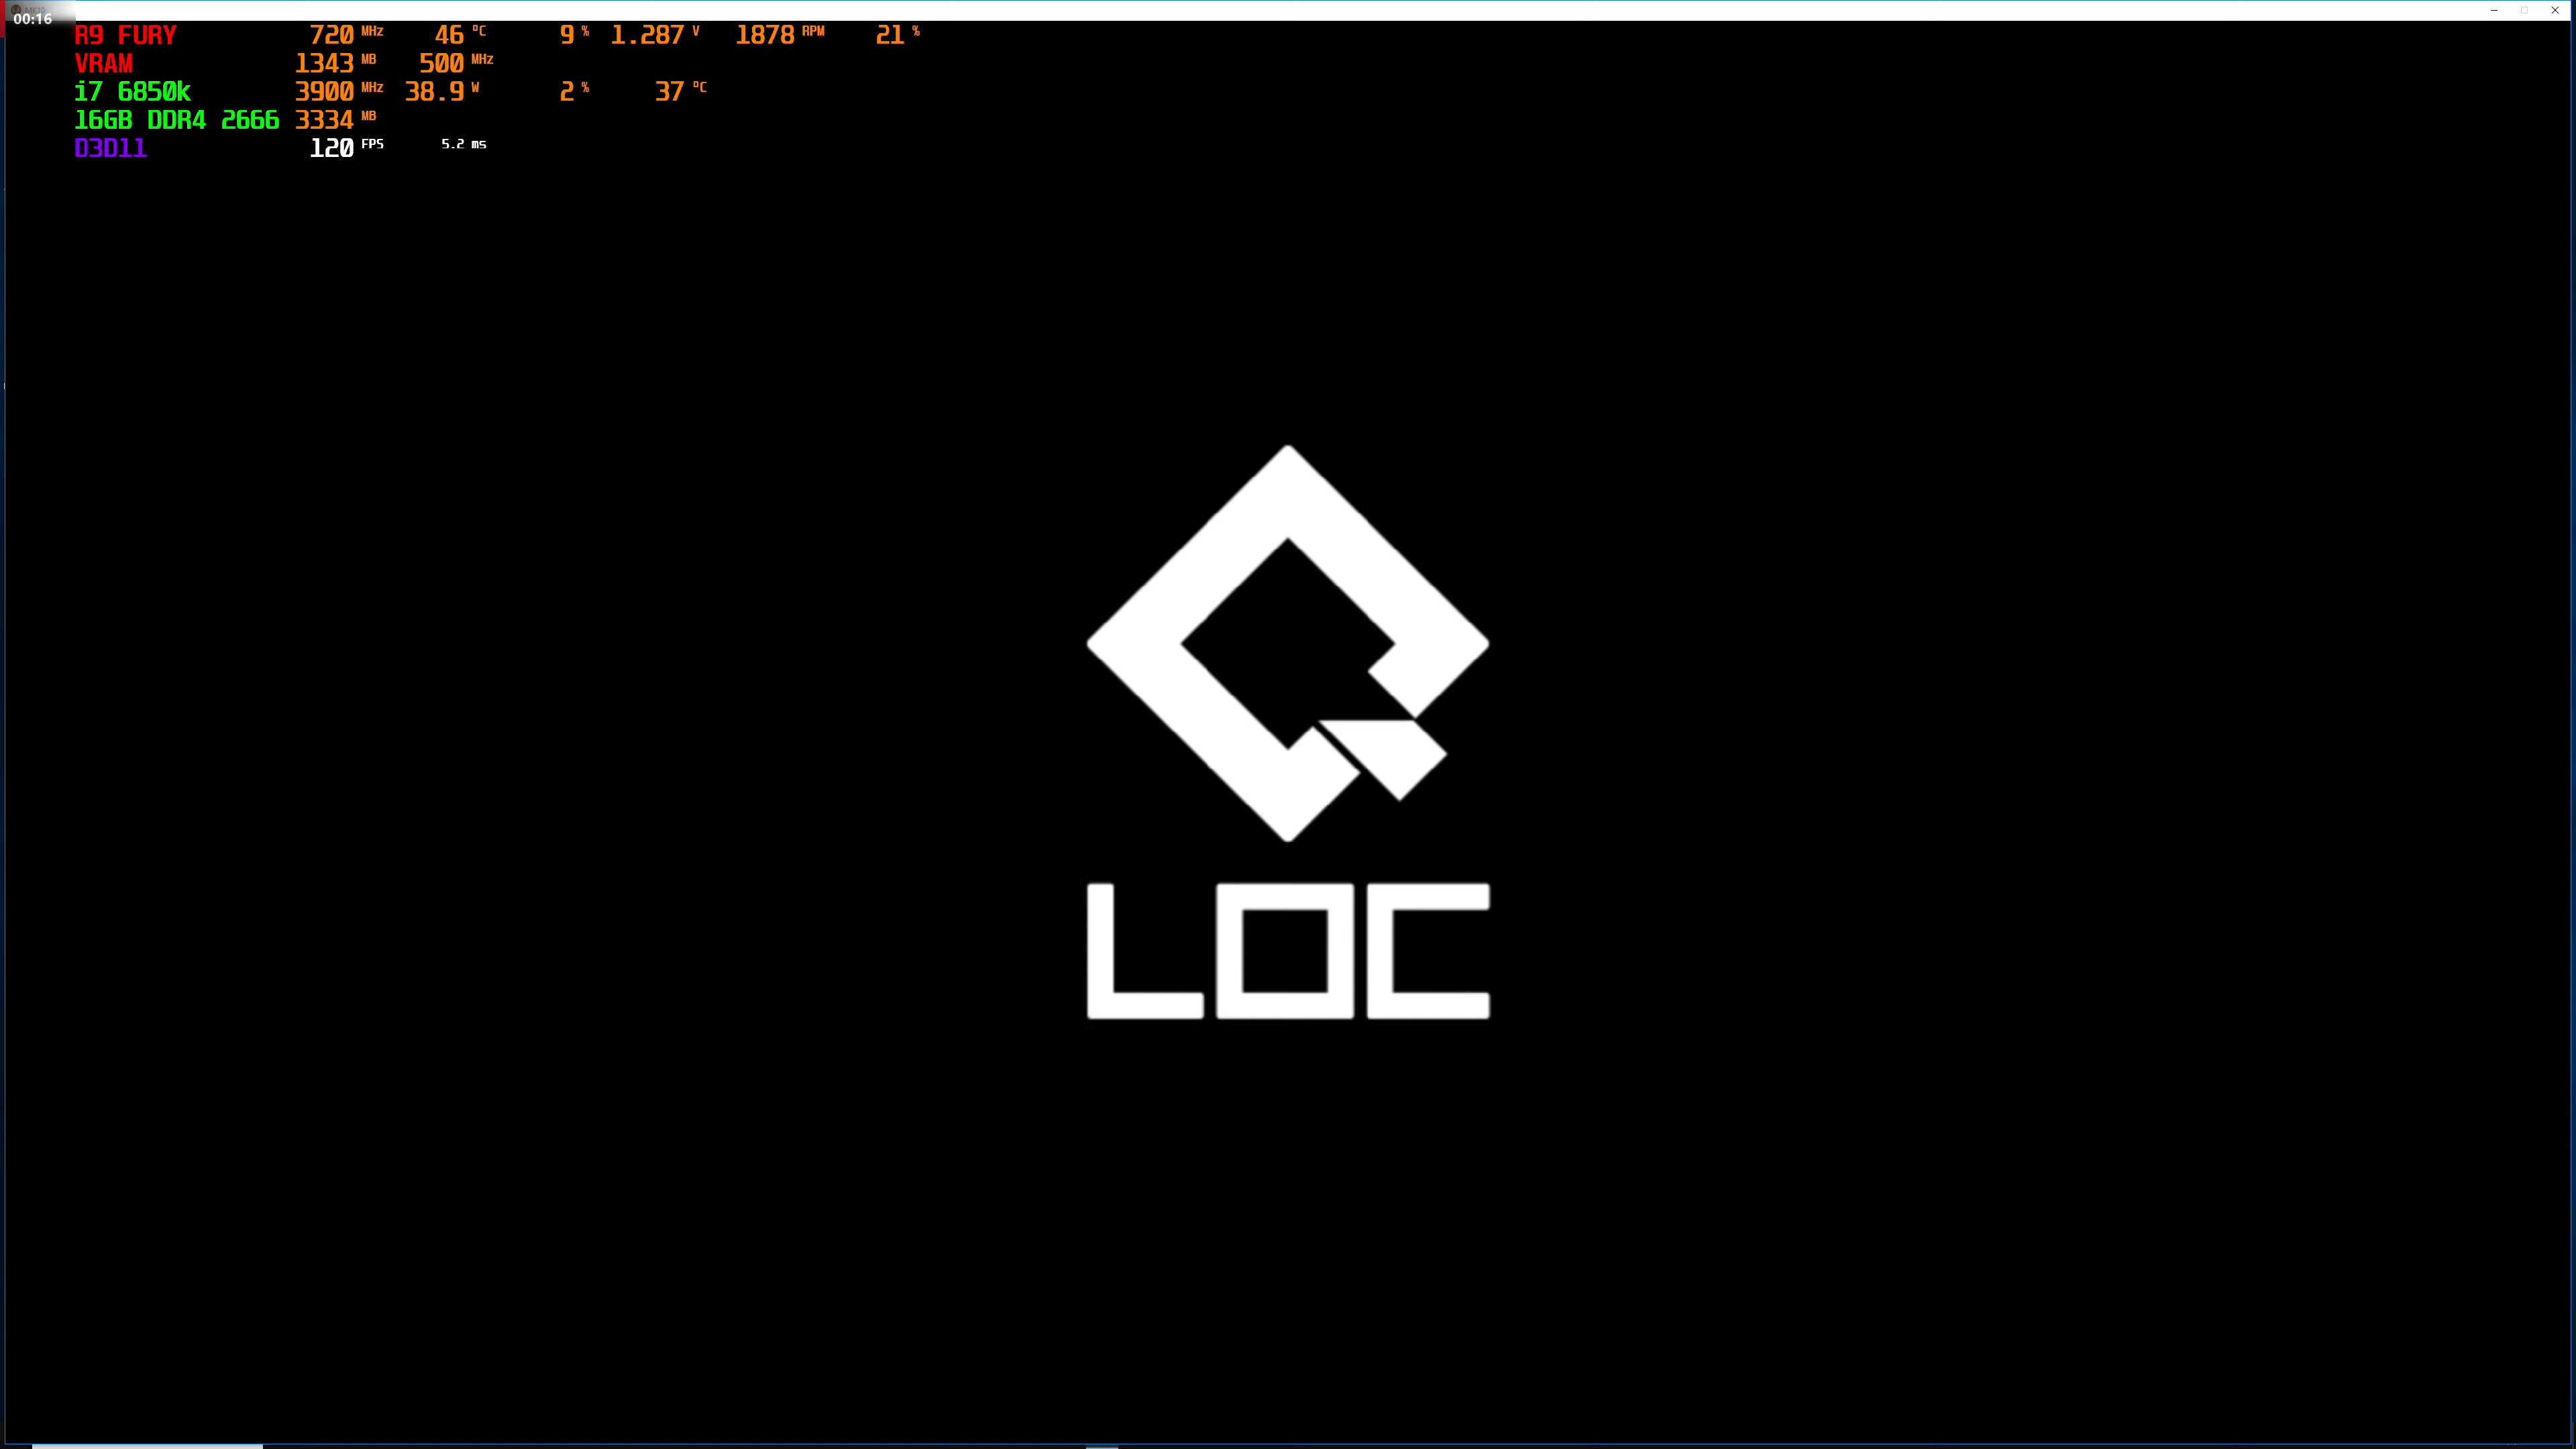 00:16
R9 FURY 720 MHz 46 °C 9 % 1.287 V 1878 RPM 21 %
VRAM 1343 MB 500 MHz
i7 6850k 3900 MHz 38.9 W 2 % 37 °C
16GB DDR4 2666 3334 MB
D3D11 120 FPS 5.2 ms
LOC